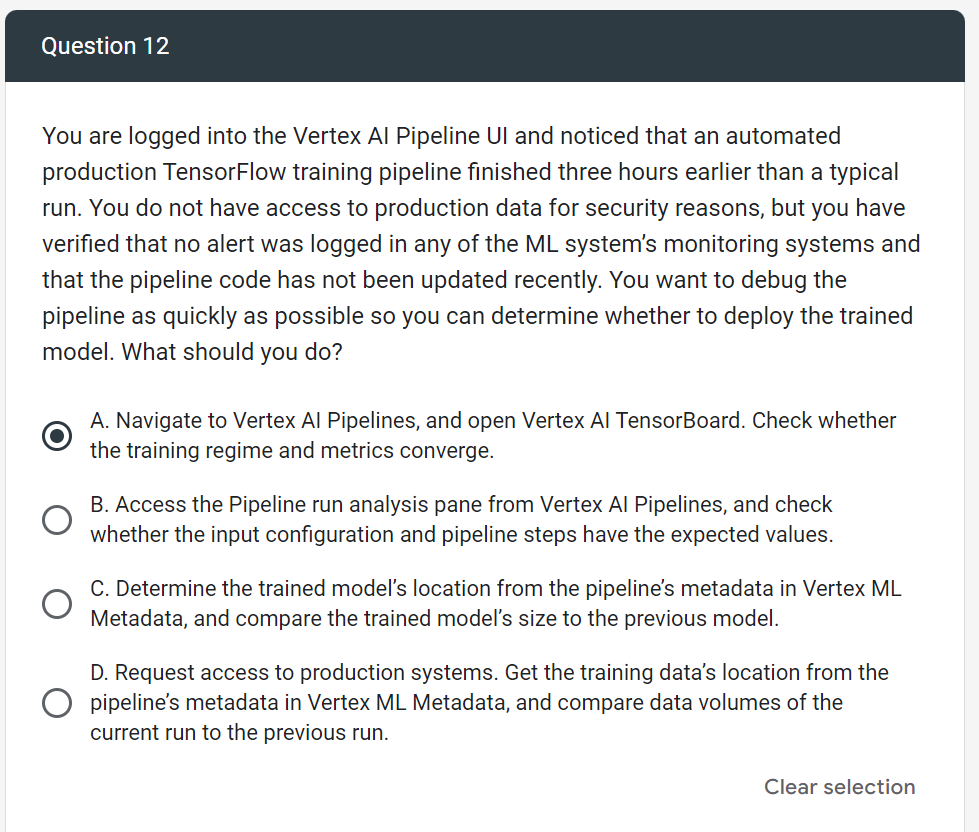 Question 12
You are logged into the Vertex AI Pipeline UI and noticed that an automated
production TensorFlow training pipeline finished three hours earlier than a typical
run. You do not have access to production data for security reasons, but you have
verified that no alert was logged in any of the ML system’s monitoring systems and
that the pipeline code has not been updated recently. You want to debug the
pipeline as quickly as possible so you can determine whether to deploy the trained
model. What should you do?
A. Navigate to Vertex AI Pipelines, and open Vertex AI TensorBoard. Check whether
the training regime and metrics converge.
B. Access the Pipeline run analysis pane from Vertex AI Pipelines, and check
whether the input configuration and pipeline steps have the expected values.
C. Determine the trained model’s location from the pipeline’s metadata in Vertex ML
Metadata, and compare the trained model’s size to the previous model.
D. Request access to production systems. Get the training data’s location from the
pipeline’s metadata in Vertex ML Metadata, and compare data volumes of the
current run to the previous run.
Clear selection